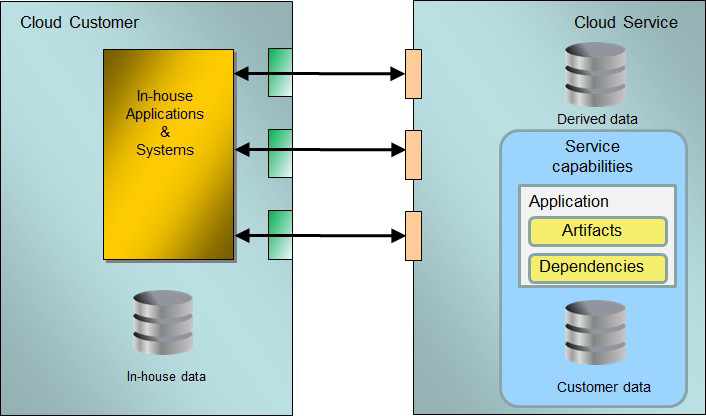 Cloud Customer
In-house
Applications
&
Systems
In-house data
Cloud Service
Derived data
Service
capabilities
Application
Artifacts
Dependencies
Customer data